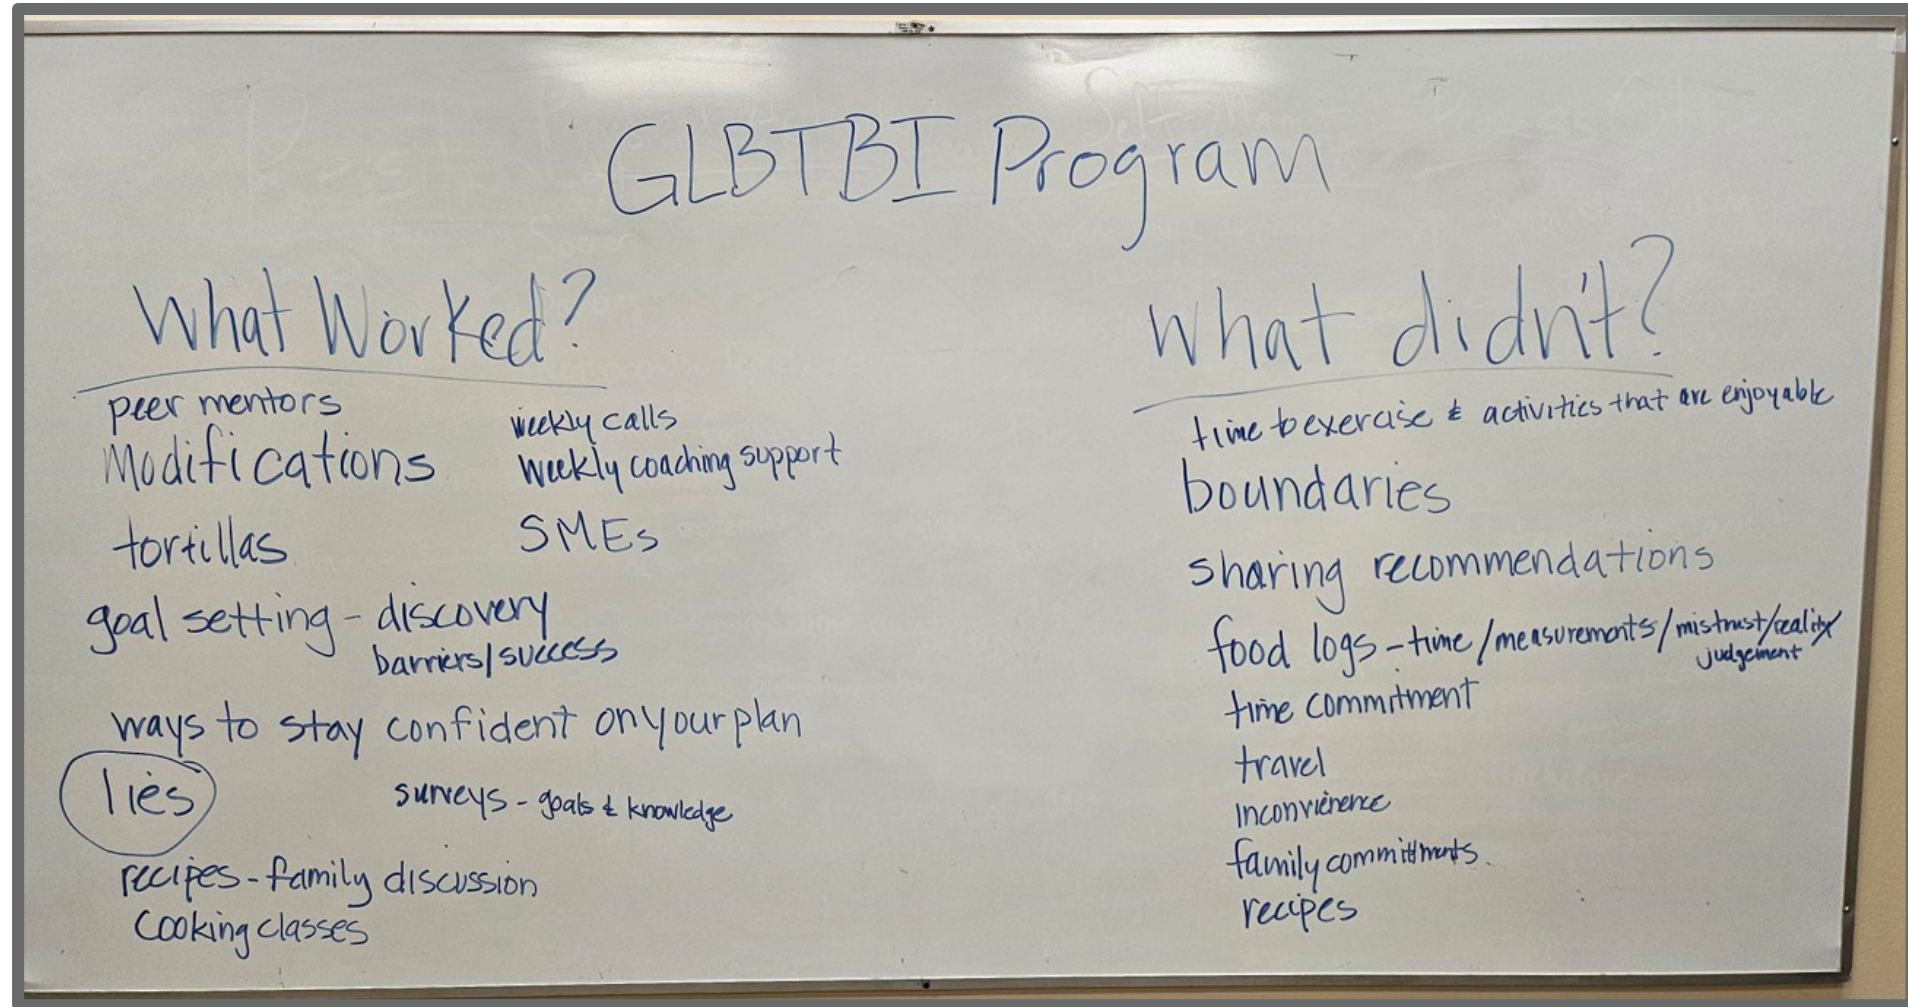 GLBTBI Program
What Worked?
peer mentors
Modifications
tortillas
weekly calls
Weekly coaching support
SMEs
goal setting - discovery
barriers/success
ways to stay confident on your plan
lies
surveys - goals & knowledge
recipes - family discussion
Cooking classes
What didn't?
time to exercise & activities that are enjoyable
boundaries
sharing recommendations
food logs - time/measurements/mistrust/reality/
judgement
time commitment
travel
inconvienence
family commitments.
recipes